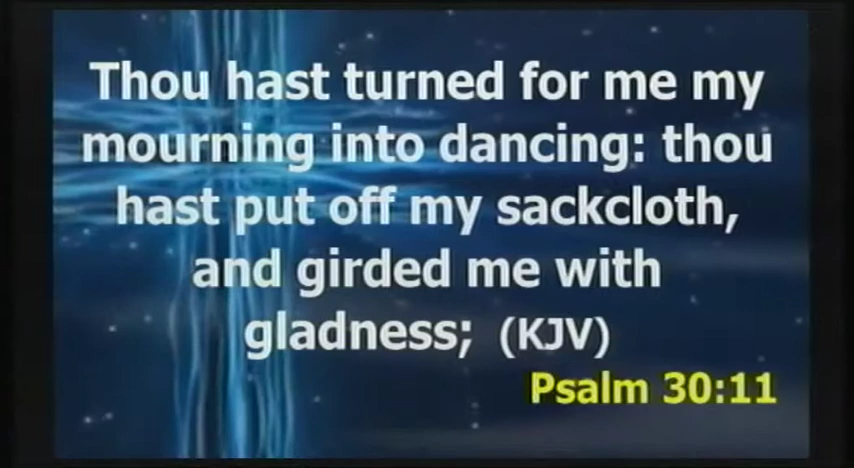 Thou hast turned for me my
mourning into dancing: thou
hast put off my sackcloth,
and girded me with
gladness; (KJV)
Psalm 30:11